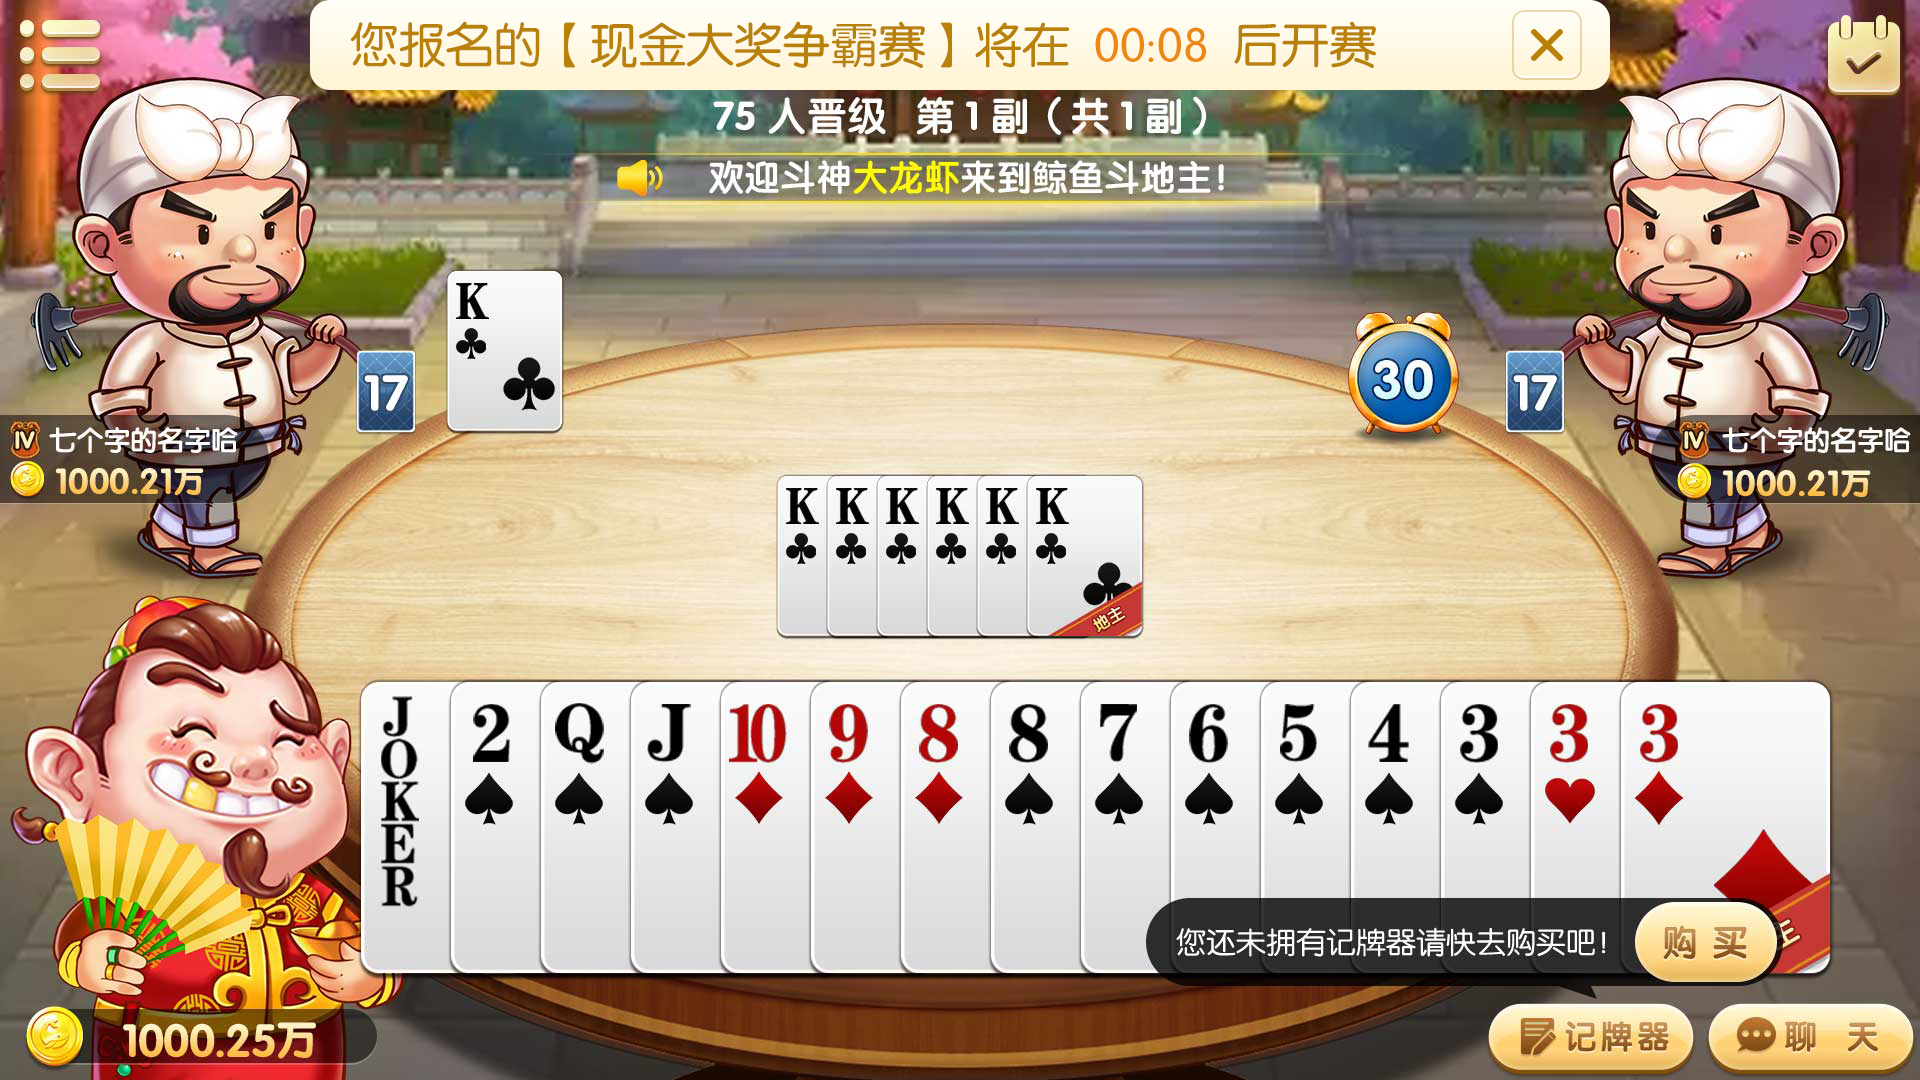 您报名的【现金大奖争霸赛】将在 00:08 后开赛
75 人晋级 第1副（共1副）
欢迎斗神大龙虾来到鲸鱼斗地主！
K
17
30
17
IV 七个字的名字哈
1000.21万
IV 七个字的名字哈
1000.21万
K K K K K K
地主
JOKER 2 Q J 10 9 8 8 7 6 5 4 3 3 3
主
您还未拥有记牌器请快去购买吧！
购买
1000.25万
记牌器
聊 天